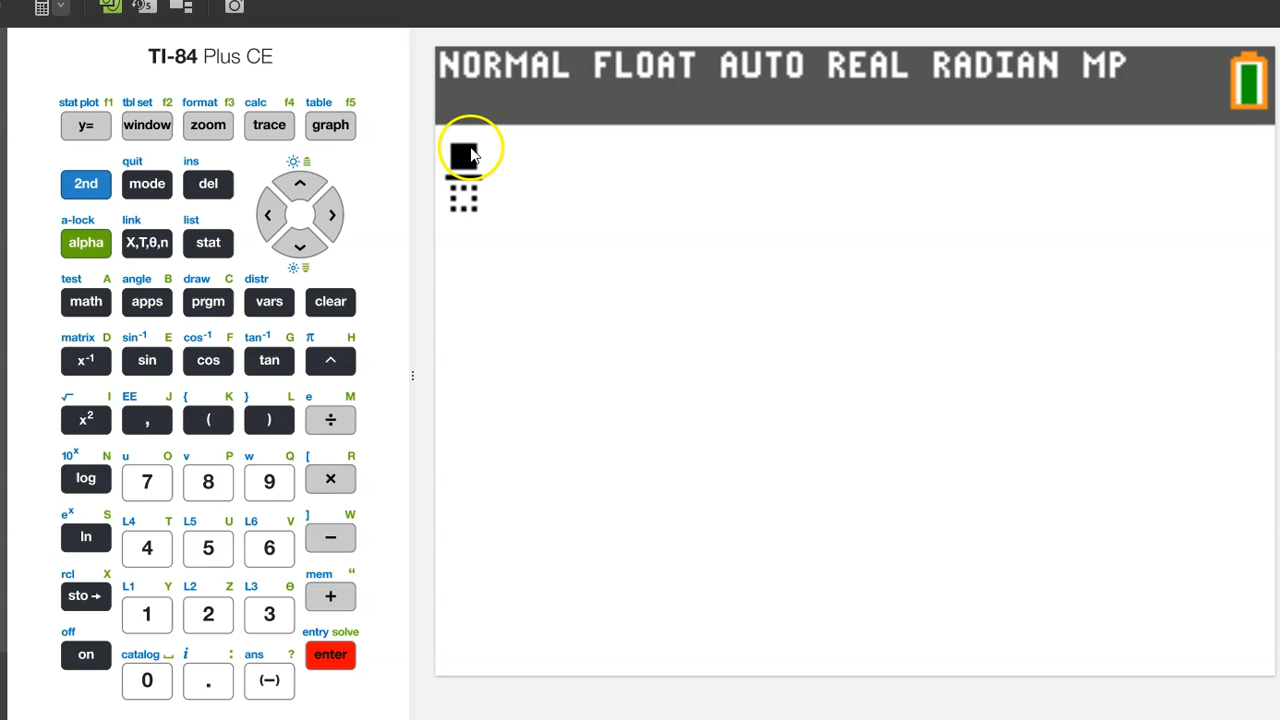 TI-84 Plus CE
NORMAL FLOAT AUTO REAL RADIAN MP
stat plot f1 tbl set f2 format f3 calc f4 table f5
y= window zoom trace graph
quit ins
2nd mode del
a-lock link list
alpha X,T,θ,n stat
test A angle B draw C distr
math apps prgm vars clear
matrix D sin⁻¹ E cos⁻¹ F tan⁻¹ G π H
x⁻¹ sin cos tan ^
√ I EE J { K } L e M
x² , ( ) ÷
10ˣ N u O v P w Q [ R
log 7 8 9 ×
eˣ S L4 T L5 U L6 V ] W
ln 4 5 6 −
rcl X L1 Y L2 Z L3 θ mem “
sto→ 1 2 3 +
off catalog ⎵ i : ans ? entry solve
on 0 . (−) enter